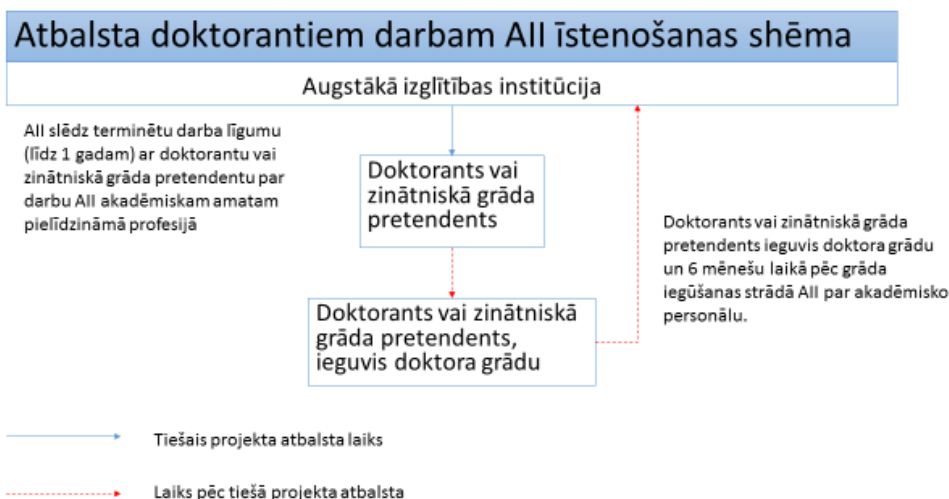 Atbalsta doktorantiem darbam AII īstenošanas shēma
Augstākā izglītības institūcija
AII slēdz terminētu darba līgumu
(līdz 1 gadam) ar doktorantu vai
zinātniskā grāda pretendentu par
darbu AII akadēmiskam amatam
pielīdzināmā profesijā
Doktorants vai
zinātniskā grāda
pretendents
Doktorants vai zinātniskā grāda
pretendents ieguvis doktora grādu
un 6 mēnešu laikā pēc grāda
iegūšanas strādā AII par akadēmisko
personālu.
Doktorants vai zinātniskā
grāda pretendents,
ieguvis doktora grādu
Tiešais projekta atbalsta laiks
Laiks pēc tiešā projekta atbalsta